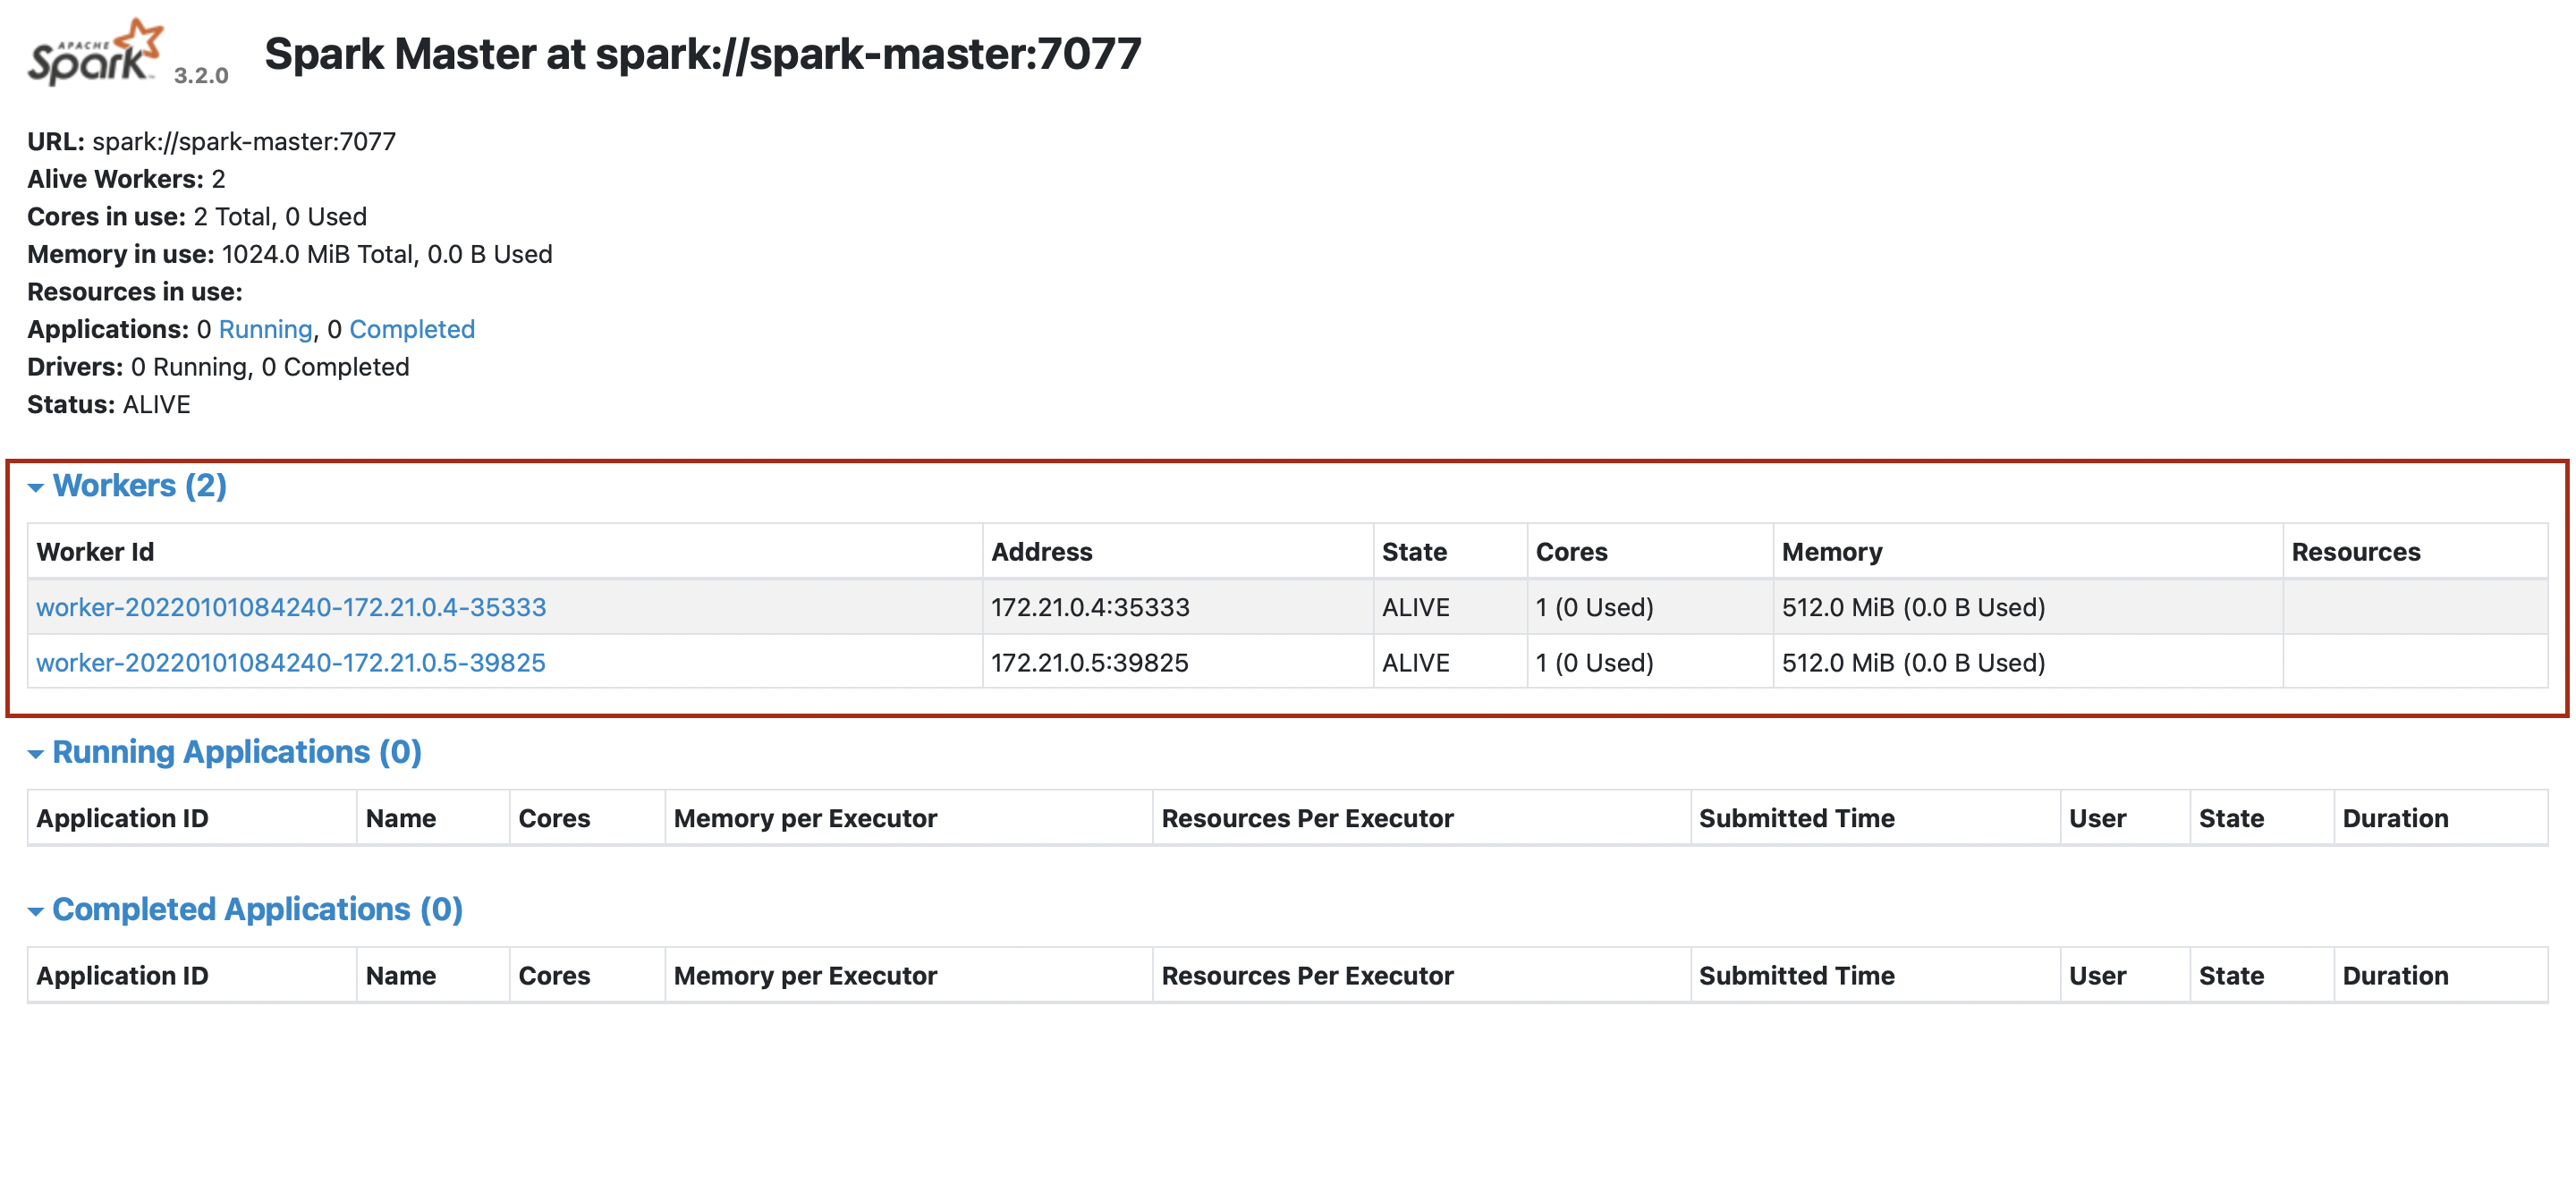 APACHE
Spark 3.2.0 Spark Master at spark://spark-master:7077
URL: spark://spark-master:7077
Alive Workers: 2
Cores in use: 2 Total, 0 Used
Memory in use: 1024.0 MiB Total, 0.0 B Used
Resources in use:
Applications: 0 Running, 0 Completed
Drivers: 0 Running, 0 Completed
Status: ALIVE
Workers (2)
Worker Id Address State Cores Memory Resources
worker-20220101084240-172.21.0.4-35333 172.21.0.4:35333 ALIVE 1 (0 Used) 512.0 MiB (0.0 B Used)
worker-20220101084240-172.21.0.5-39825 172.21.0.5:39825 ALIVE 1 (0 Used) 512.0 MiB (0.0 B Used)
Running Applications (0)
Application ID Name Cores Memory per Executor Resources Per Executor Submitted Time User State Duration
Completed Applications (0)
Application ID Name Cores Memory per Executor Resources Per Executor Submitted Time User State Duration